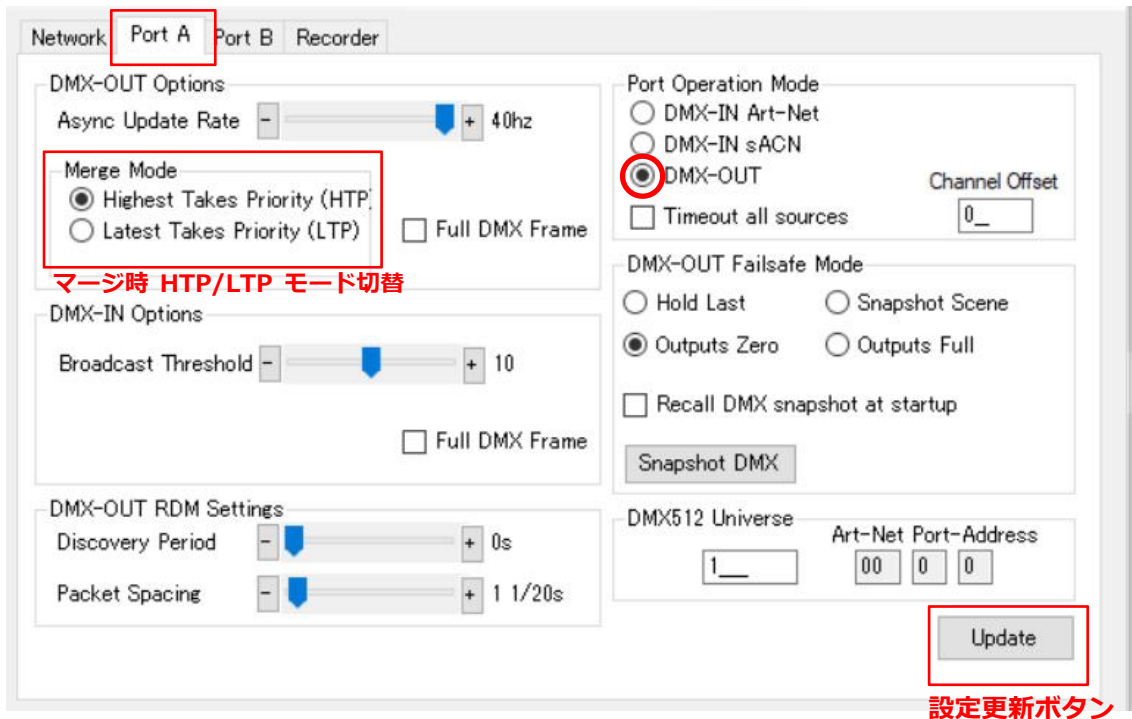 Network
Port A
Port B
Recorder
DMX-OUT Options
Async Update Rate - + 40hz
Merge Mode
Highest Takes Priority (HTP)
Latest Takes Priority (LTP)
Full DMX Frame
マージ時 HTP/LTP モード切替
DMX-IN Options
Broadcast Threshold - + 10
Full DMX Frame
DMX-OUT RDM Settings
Discovery Period - + 0s
Packet Spacing - + 1 1/20s
Port Operation Mode
DMX-IN Art-Net
DMX-IN sACN
DMX-OUT
Timeout all sources
Channel Offset
0_
DMX-OUT Failsafe Mode
Hold Last
Snapshot Scene
Outputs Zero
Outputs Full
Recall DMX snapshot at startup
Snapshot DMX
DMX512 Universe
Art-Net Port-Address
1__
00 0 0
Update
設定更新ボタン